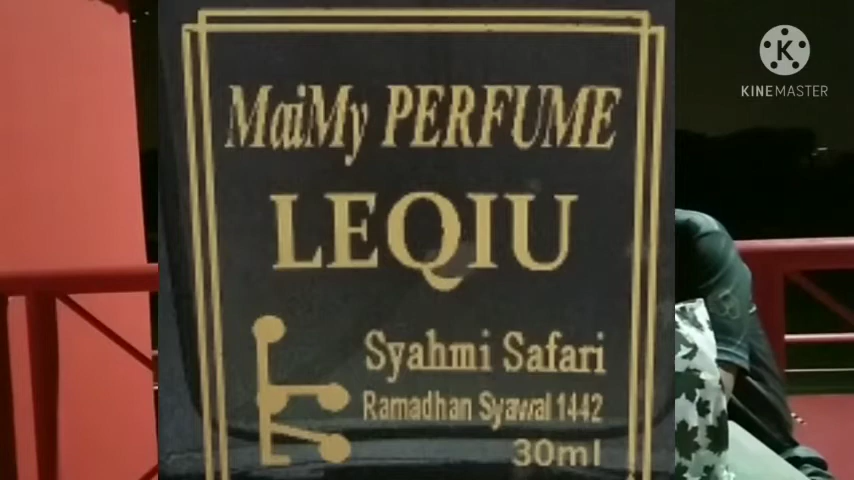 MaiMy PERFUME
LEQIU
Syahmi Safari
Ramadhan Syawal 1442
30ml
K
KINEMASTER